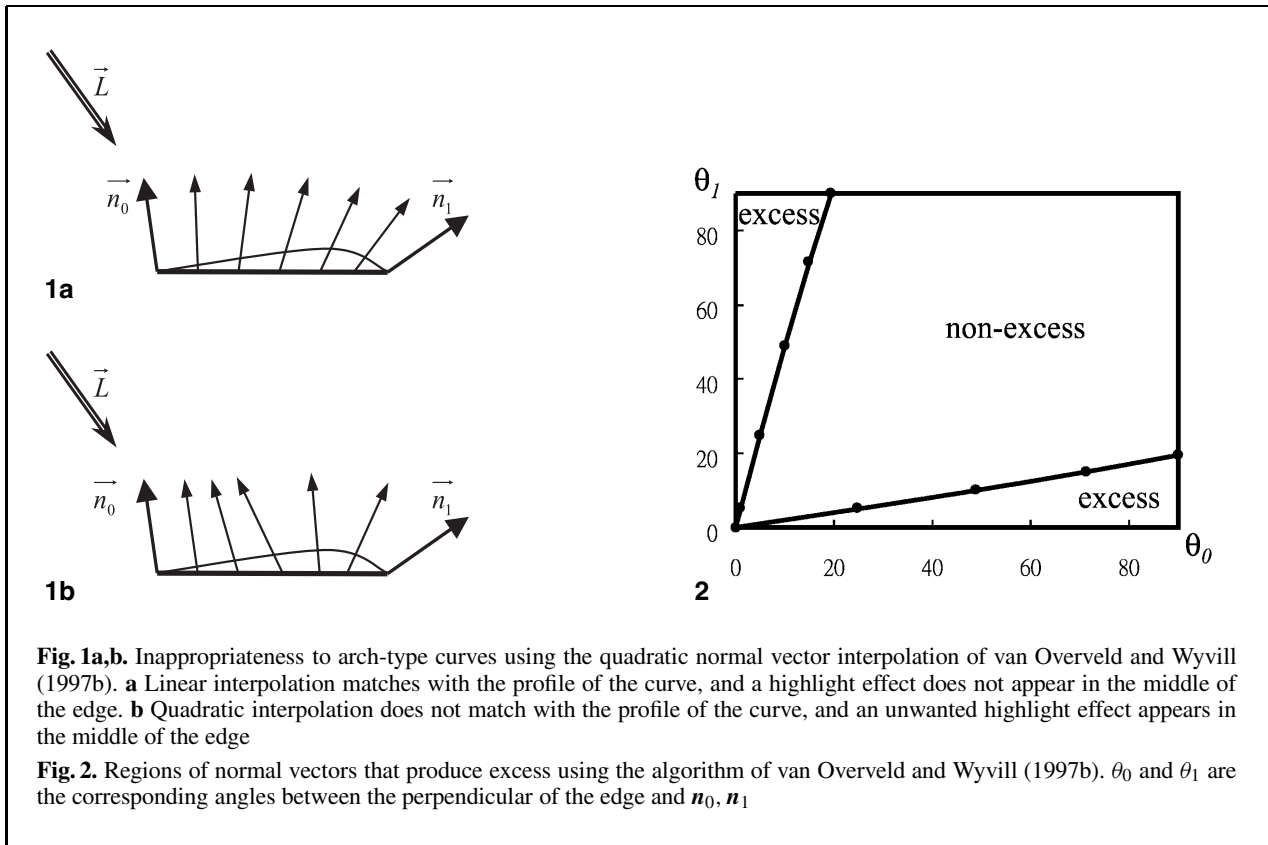 L
n0
n1
1a
L
n0
n1
1b
θ1
excess
80
60
non-excess
40
20
excess
0
θ0
0 20 40 60 80
2
Fig. 1a,b. Inappropriateness to arch-type curves using the quadratic normal vector interpolation of van Overveld and Wyvill
(1997b). a Linear interpolation matches with the profile of the curve, and a highlight effect does not appear in the middle of
the edge. b Quadratic interpolation does not match with the profile of the curve, and an unwanted highlight effect appears in
the middle of the edge
Fig. 2. Regions of normal vectors that produce excess using the algorithm of van Overveld and Wyvill (1997b). θ0 and θ1 are
the corresponding angles between the perpendicular of the edge and n0, n1